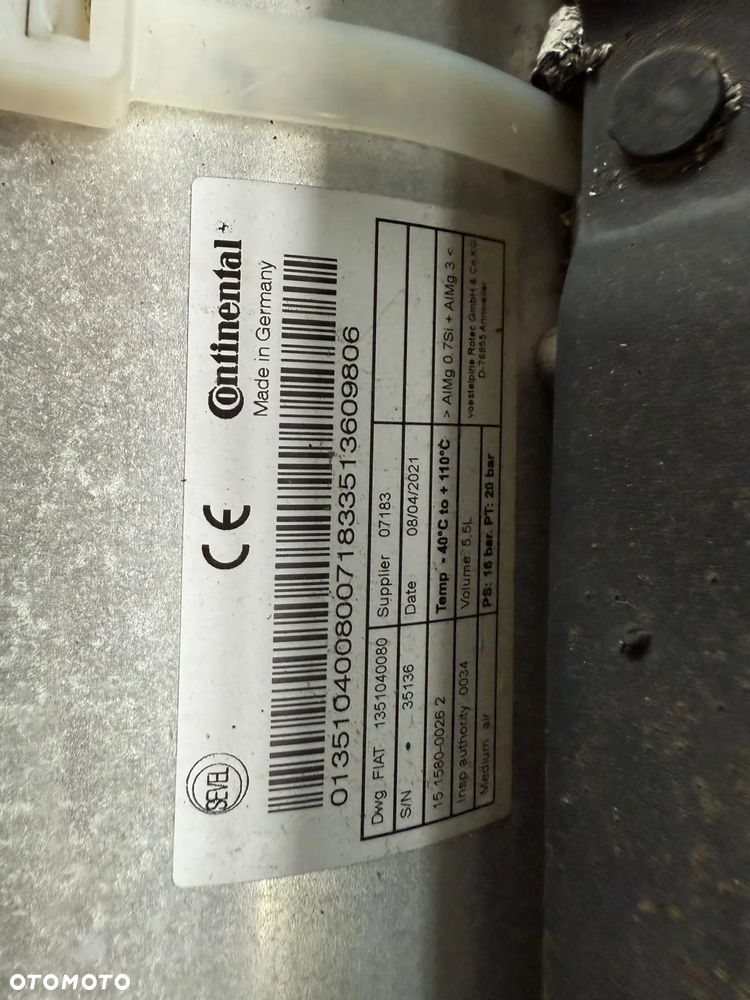 SEVEL
CE
Continental
Made in Germany
01351040080071833513609806
Dwg FIAT 1351040080 Supplier 07183
S/N • 35136 Date 08/04/2021
15.1580-0026 2 Temp - 40°C to + 110°C > AlMg 0.7Si + AlMg 3 <
Insp authority 0034 Volume 5,5L voestalpine Rotec GmbH & Co.KG
D-76855 Annweiler
Medium air PS: 16 bar. PT: 20 bar
OTOMOTO